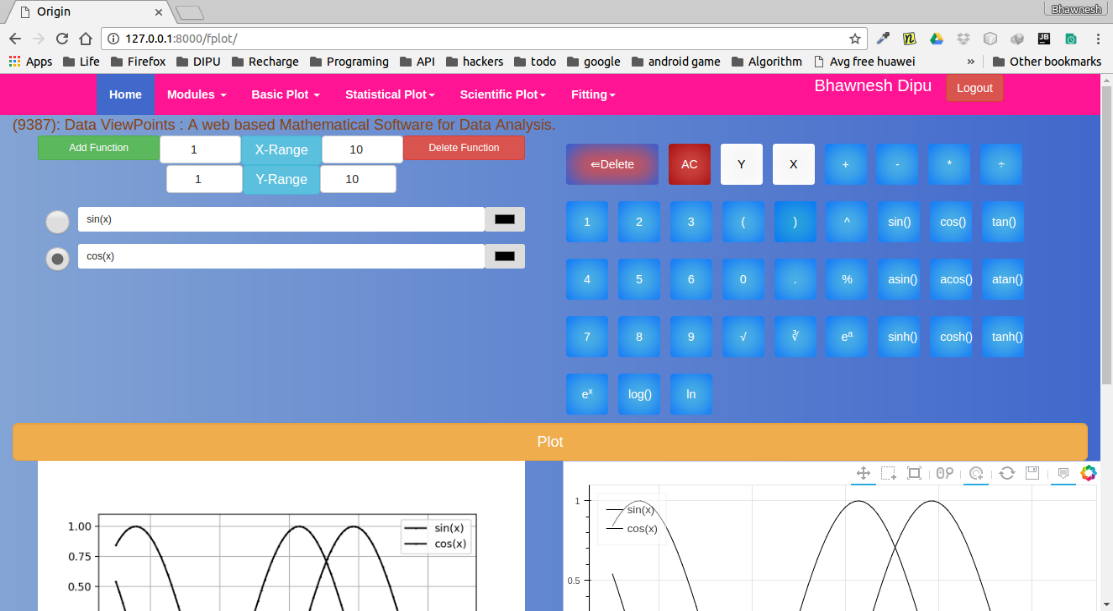 Origin
Bhawnesh
127.0.0.1:8000/fplot/
Apps Life Firefox DIPU Recharge Programing API hackers todo google android game Algorithm Avg free huawei » Other bookmarks
Home Modules Basic Plot Statistical Plot Scientific Plot Fitting Bhawnesh Dipu Logout
(9387): Data ViewPoints : A web based Mathematical Software for Data Analysis.
Add Function 1 X-Range 10 Delete Function
1 Y-Range 10
sin(x)
cos(x)
⇐Delete AC Y X + - * ÷
1 2 3 ( ) ^ sin() cos() tan()
4 5 6 0 . % asin() acos() atan()
7 8 9 √ ∛ eª sinh() cosh() tanh()
eˣ log() ln
Plot
1.00
0.75
0.50
sin(x)
cos(x)
1
0.5
sin(x)
cos(x)